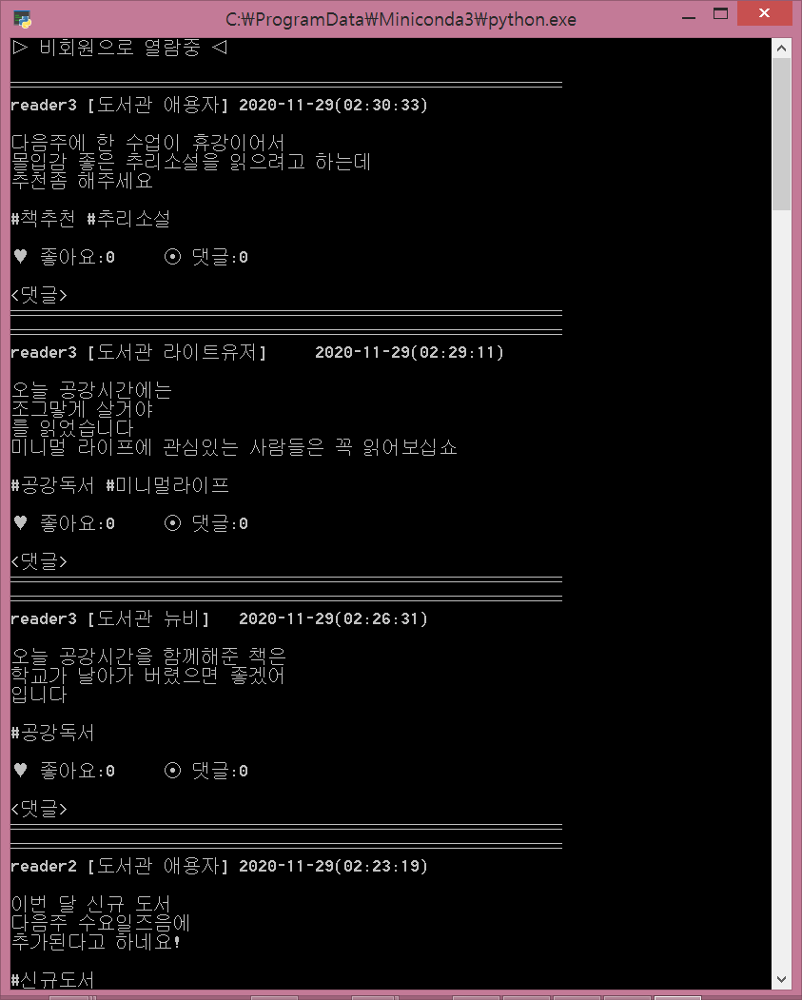 C:₩ProgramData₩Miniconda3₩python.exe
▷ 비회원으로 열람중 ◁
reader3 [도서관 애용자] 2020-11-29(02:30:33)
다음주에 한 수업이 휴강이어서
몰입감 좋은 추리소설을 읽으려고 하는데
추천좀 해주세요
#책추천 #추리소설
♥ 좋아요:0 ⊙ 댓글:0
<댓글>
reader3 [도서관 라이트유저] 2020-11-29(02:29:11)
오늘 공강시간에는
조그맣게 살거야
를 읽었습니다
미니멀 라이프에 관심있는 사람들은 꼭 읽어보십쇼
#공강독서 #미니멀라이프
♥ 좋아요:0 ⊙ 댓글:0
<댓글>
reader3 [도서관 뉴비] 2020-11-29(02:26:31)
오늘 공강시간을 함께해준 책은
학교가 날아가 버렸으면 좋겠어
입니다
#공강독서
♥ 좋아요:0 ⊙ 댓글:0
<댓글>
reader2 [도서관 애용자] 2020-11-29(02:23:19)
이번 달 신규 도서
다음주 수요일즈음에
추가된다고 하네요!
#신규도서